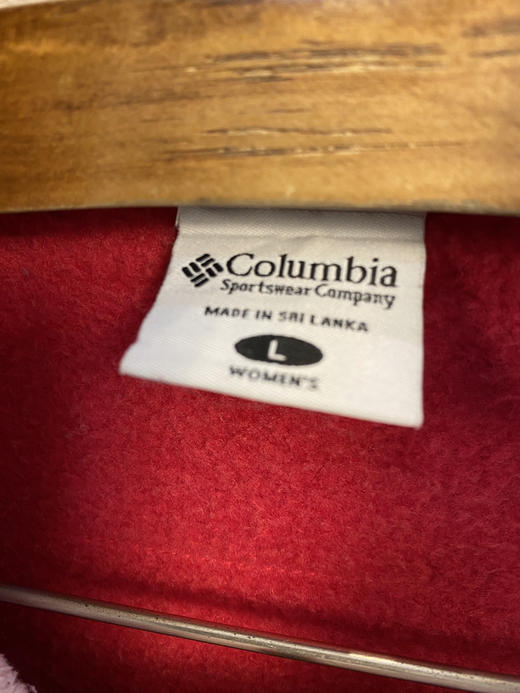 Columbia
Sportswear Company
MADE IN SRI LANKA
L
WOMEN'S